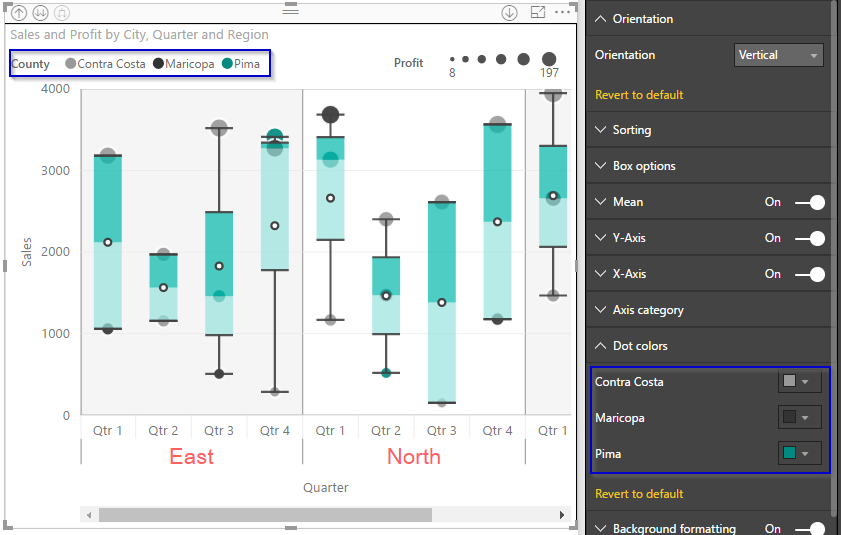 Sales and Profit by City, Quarter and Region
County Contra Costa Maricopa Pima
Profit
8 197
Sales
4000
3000
2000
1000
0
Qtr 1 Qtr 2 Qtr 3 Qtr 4 Qtr 1 Qtr 2 Qtr 3 Qtr 4 Qtr 1
East North
Quarter
Orientation
Orientation Vertical
Revert to default
Sorting
Box options
Mean On
Y-Axis On
X-Axis On
Axis category
Dot colors
Contra Costa
Maricopa
Pima
Revert to default
Background formatting On